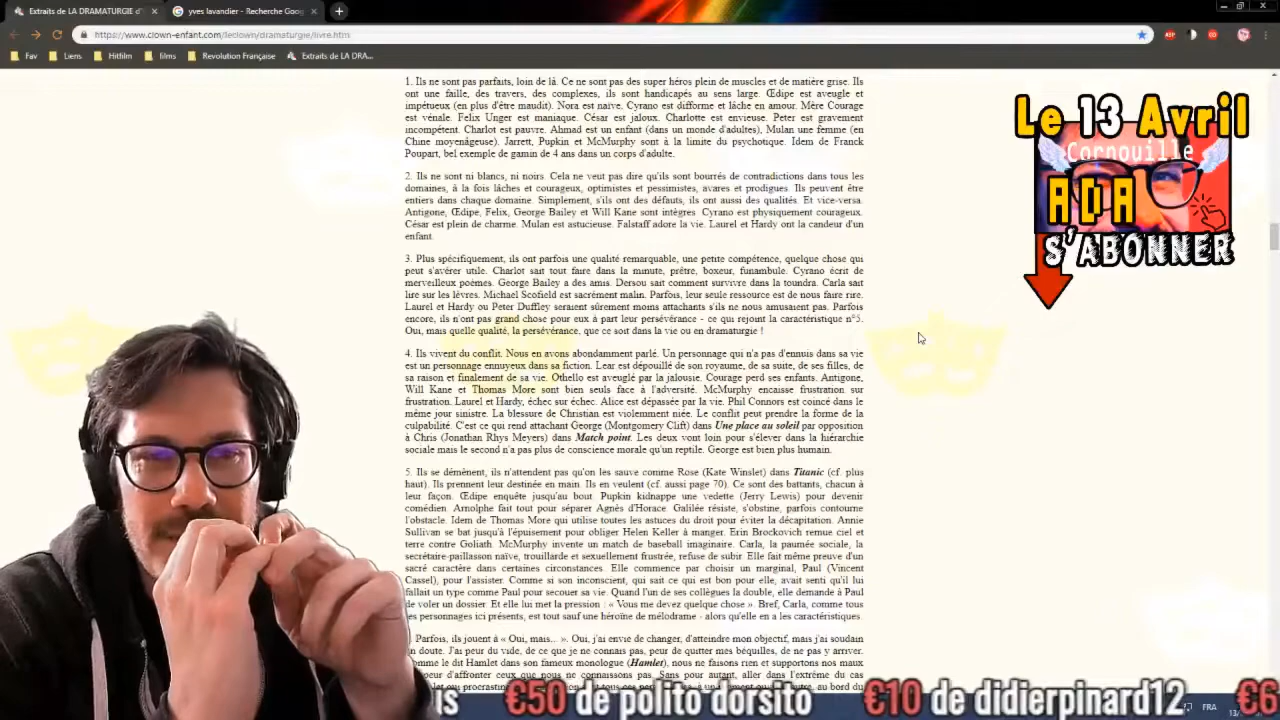 Extraits de LA DRAMATURGIE d'
yves lavandier - Recherche Goog
https://www.clown-enfant.com/leclown/dramaturgie/livre.htm
Fav
Liens
Hitfilm
films
Revolution Française
Extraits de LA DRA...
1. Ils ne sont pas parfaits, loin de là. Ce ne sont pas des super héros plein de muscles et de matière grise. Ils
ont une faille, des travers, des complexes, ils sont handicapés au sens large. Œdipe est aveugle et
impétueux (en plus d'être maudit). Nora est naïve. Cyrano est difforme et lâche en amour. Mère Courage
est vénale. Felix Unger est maniaque. César est jaloux. Charlotte est envieuse. Peter est gravement
incompétent. Charlot est pauvre. Ahmad est un enfant (dans un monde d'adultes), Mulan une femme (en
Chine moyenâgeuse). Jarrett, Pupkin et McMurphy sont à la limite du psychotique. Idem de Franck
Poupart, bel exemple de gamin de 4 ans dans un corps d'adulte.
2. Ils ne sont ni blancs, ni noirs. Cela ne veut pas dire qu'ils sont bourrés de contradictions dans tous les
domaines, à la fois lâches et courageux, optimistes et pessimistes, avares et prodigues. Ils peuvent être
entiers dans chaque domaine. Simplement, s'ils ont des défauts, ils ont aussi des qualités. Et vice-versa.
Antigone, Œdipe, Felix, George Bailey et Will Kane sont intègres. Cyrano est physiquement courageux.
César est plein de charme. Mulan est astucieuse. Falstaff adore la vie. Laurel et Hardy ont la candeur d'un
enfant.
3. Plus spécifiquement, ils ont parfois une qualité remarquable, une petite compétence, quelque chose qui
peut s'avérer utile. Charlot sait tout faire dans la minute, prêtre, boxeur, funambule. Cyrano écrit de
merveilleux poèmes. George Bailey a des amis. Dersou sait comment survivre dans la toundra. Carla sait
lire sur les lèvres. Michael Scofield est sacrément malin. Parfois, leur seule ressource est de nous faire rire.
Laurel et Hardy ou Peter Duffley seraient sûrement moins attachants s'ils ne nous amusaient pas. Parfois
encore, ils n'ont pas grand chose pour eux à part leur persévérance - ce qui rejoint la caractéristique n°5.
Oui, mais quelle qualité, la persévérance, que ce soit dans la vie ou en dramaturgie !
4. Ils vivent du conflit. Nous en avons abondamment parlé. Un personnage qui n'a pas d'ennuis dans sa vie
est un personnage ennuyeux dans sa fiction. Lear est dépouillé de son royaume, de sa suite, de ses filles, de
sa raison et finalement de sa vie. Othello est aveuglé par la jalousie. Courage perd ses enfants. Antigone,
Will Kane et Thomas More sont bien seuls face à l'adversité. McMurphy encaisse frustration sur
frustration. Laurel et Hardy, échec sur échec. Alice est dépassée par la vie. Phil Connors est coincé dans le
même jour sinistre. La blessure de Christian est violemment niée. Le conflit peut prendre la forme de la
culpabilité. C'est ce qui rend attachant George (Montgomery Clift) dans Une place au soleil par opposition
à Chris (Jonathan Rhys Meyers) dans Match point. Les deux vont loin pour s'élever dans la hiérarchie
sociale mais le second n'a pas plus de conscience morale qu'un reptile. George est bien plus humain.
5. Ils se démènent, ils n'attendent pas qu'on les sauve comme Rose (Kate Winslet) dans Titanic (cf. plus
haut). Ils prennent leur destinée en main. Ils en veulent (cf. aussi page 70). Ce sont des battants, chacun à
leur façon. Œdipe enquête jusqu'au bout. Pupkin kidnappe une vedette (Jerry Lewis) pour devenir
comédien. Arnolphe fait tout pour séparer Agnès d'Horace. Galilée résiste, s'obstine, parfois contourne
l'obstacle. Idem de Thomas More qui utilise toutes les astuces du droit pour éviter la décapitation. Annie
Sullivan se bat jusqu'à l'épuisement pour obliger Helen Keller à manger. Erin Brockovich remue ciel et
terre contre Goliath. McMurphy invente un match de baseball imaginaire. Carla, la paumée sociale, la
secrétaire-paillasson naïve, trouillarde et sexuellement frustrée, refuse de subir. Elle fait même preuve d'un
sacré caractère dans certaines circonstances. Elle commence par choisir un marginal, Paul (Vincent
Cassel), pour l'assister. Comme si son inconscient, qui sait ce qui est bon pour elle, avait senti qu'il lui
fallait un type comme Paul pour secouer sa vie. Quand l'un de ses collègues la double, elle demande à Paul
de voler un dossier. Et elle lui met la pression : « Vous me devez quelque chose ». Bref, Carla, comme tous
les personnages ici présents, est tout sauf une héroïne de mélodrame - alors qu'elle en a les caractéristiques
Parfois, ils jouent à « Oui, mais... ». Oui, j'ai envie de changer, d'atteindre mon objectif, mais j'ai soudain
un doute. J'ai peur du vide, de ce que je ne connais pas, peur de quitter mes béquilles, de ne pas y arriver.
comme le dit Hamlet dans son fameux monologue (Hamlet), nous ne faisons rien et supportons nos maux
peur d'affronter ceux que nous ne connaissons pas. Sans pour autant, aller dans l'extrême du cas
Le 13 Avril
Cornouille
ADA
S'ABONNER
€50 de polito dorsito
€10 de didierpinard12
€6
FRA